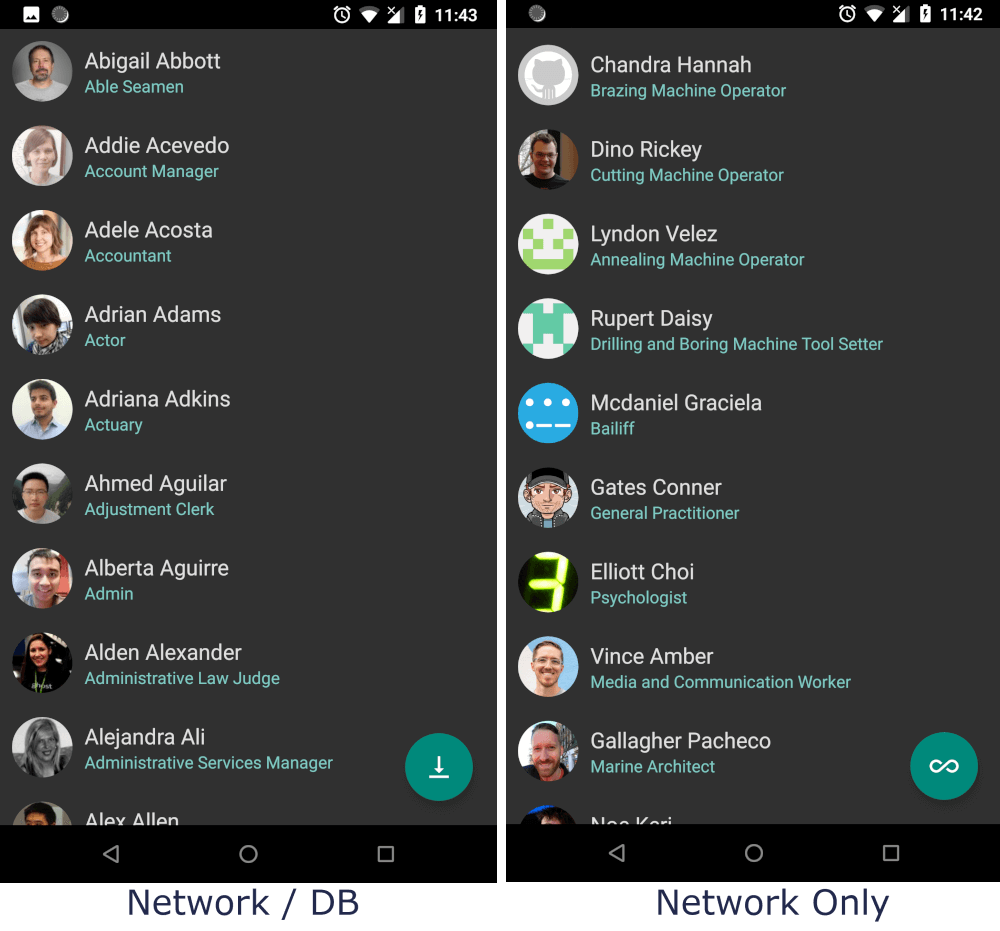 11:43
Abigail Abbott
Able Seamen
Addie Acevedo
Account Manager
Adele Acosta
Accountant
Adrian Adams
Actor
Adriana Adkins
Actuary
Ahmed Aguilar
Adjustment Clerk
Alberta Aguirre
Admin
Alden Alexander
Administrative Law Judge
Alejandra Ali
Administrative Services Manager
Alex Allen
Network / DB
11:42
Chandra Hannah
Brazing Machine Operator
Dino Rickey
Cutting Machine Operator
Lyndon Velez
Annealing Machine Operator
Rupert Daisy
Drilling and Boring Machine Tool Setter
Mcdaniel Graciela
Bailiff
Gates Conner
General Practitioner
Elliott Choi
Psychologist
Vince Amber
Media and Communication Worker
Gallagher Pacheco
Marine Architect
Network Only